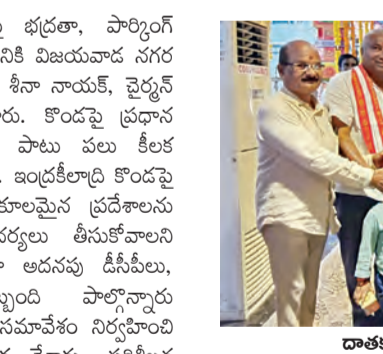 భద్రతా, పార్కింగ్
నికి విజయవాడ నగర
శీనా నాయక్, చైర్మన్
రు. కొండపై ప్రధాన
పాటు పలు కీలక
. ఇంద్రకీలాద్రి కొండపై
కూలమైన ప్రదేశాలను
చర్యలు తీసుకోవాలని
అదనపు డీసీపీలు,
బ్బంది పాల్గొన్నారు
సమావేశం నిర్వహించి
దాతక